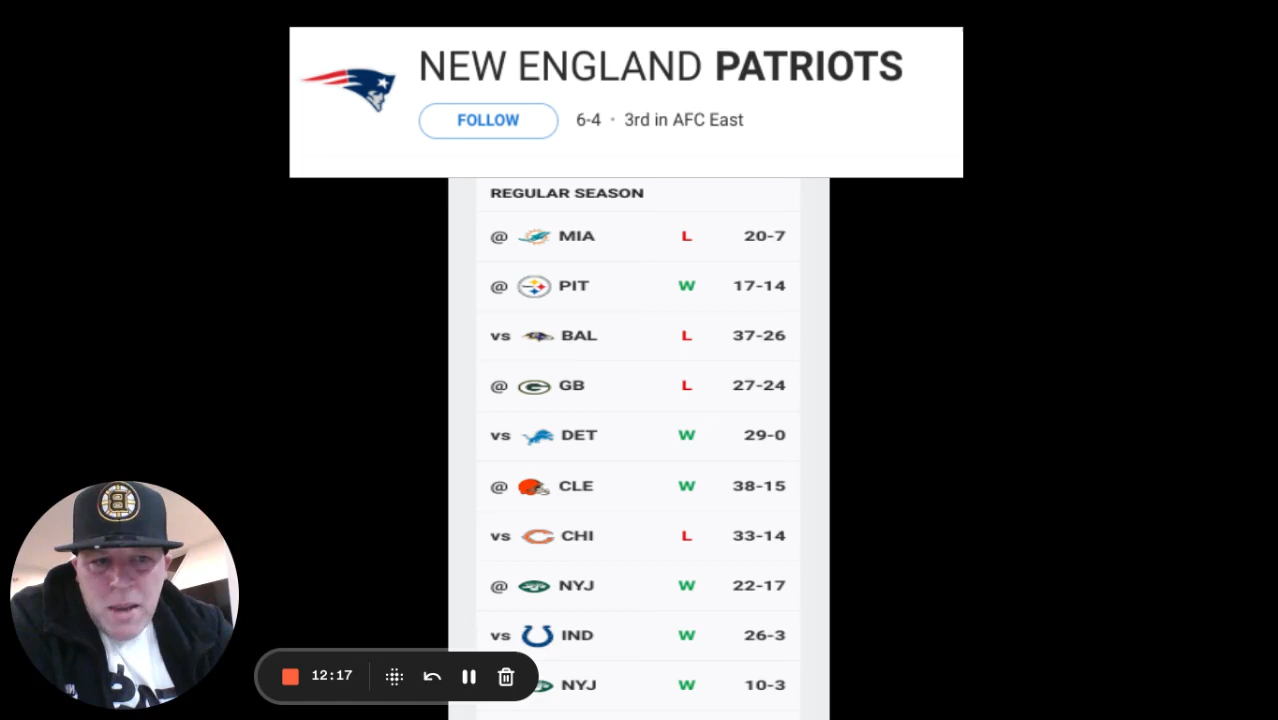 NEW ENGLAND PATRIOTS
FOLLOW 6-4 • 3rd in AFC East
REGULAR SEASON
@ MIA L 20-7
@ PIT W 17-14
vs BAL L 37-26
@ GB L 27-24
vs DET W 29-0
@ CLE W 38-15
vs CHI L 33-14
@ NYJ W 22-17
vs IND W 26-3
NYJ W 10-3
B
12:17